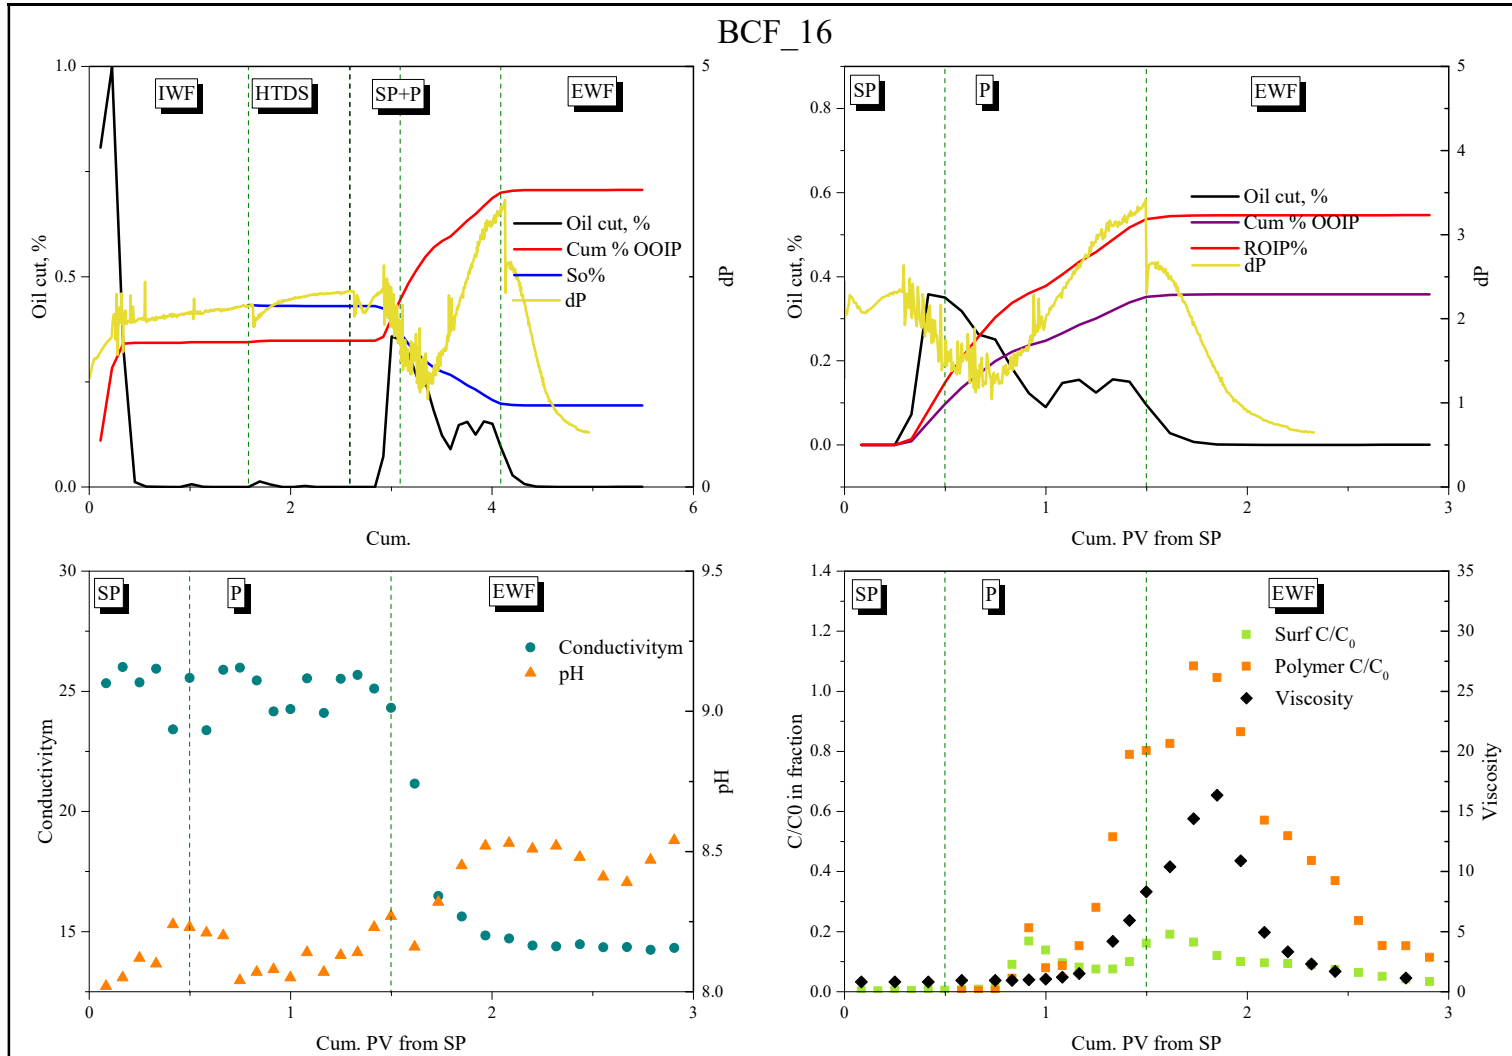 BCF_16
1.0
0.5
0.0
Oil cut, %
IWF
HTDS
SP+P
EWF
Oil cut, %
Cum % OOIP
So%
dP
5
0
dP
0
2
4
6
Cum.
0.8
0.6
0.4
0.2
0.0
Oil cut, %
SP
P
EWF
Oil cut, %
Cum % OOIP
ROIP%
dP
5
4
3
2
1
0
dP
0
1
2
3
Cum. PV from SP
30
25
20
15
Conductivitym
SP
P
EWF
Conductivitym
pH
9.5
9.0
8.5
8.0
pH
0
1
2
3
Cum. PV from SP
1.4
1.2
1.0
0.8
0.6
0.4
0.2
0.0
C/C0 in fraction
SP
P
EWF
Surf C/C0
Polymer C/C0
Viscosity
35
30
25
20
15
10
5
0
Viscosity
0
1
2
3
Cum. PV from SP